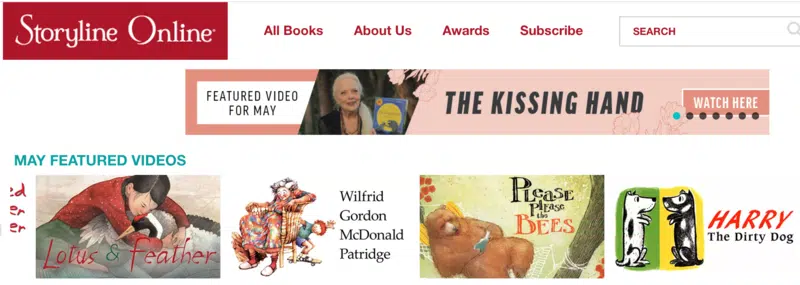 Storyline Online
All Books
About Us
Awards
Subscribe
SEARCH
FEATURED VIDEO
FOR MAY
THE KISSING HAND
WATCH HERE
MAY FEATURED VIDEOS
Lotus & Feather
Wilfrid
Gordon
McDonald
Patridge
PLEASE
PLEASE
the
BEES
HARRY
The Dirty Dog